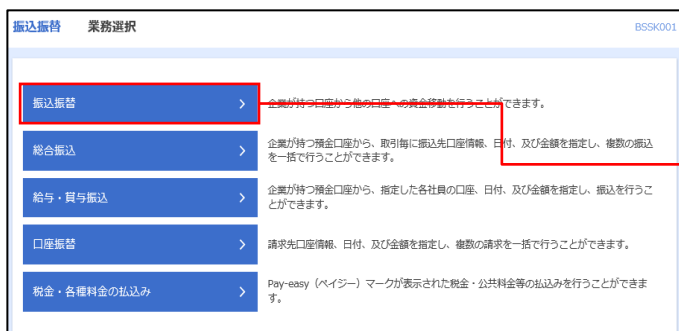 振込振替 業務選択 BSSK001
振込振替
企業が持つ口座から他の口座への資金移動を行うことができます。
総合振込
企業が持つ預金口座から、取引毎に振込先口座情報、日付、及び金額を指定し、複数の振込
を一括で行うことができます。
給与・賞与振込
企業が持つ預金口座から、指定した各社員の口座、日付、及び金額を指定し、振込を行うこ
とができます。
口座振替
請求先口座情報、日付、及び金額を指定し、複数の請求を一括で行うことができます。
税金・各種料金の払込み
Pay-easy（ペイジー）マークが表示された税金・公共料金等の払込みを行うことができま
す。